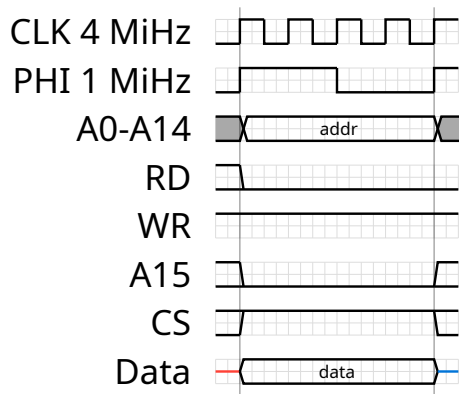 CLK 4 MiHz
PHI 1 MiHz
A0-A14 addr
RD
WR
A15
CS
Data data